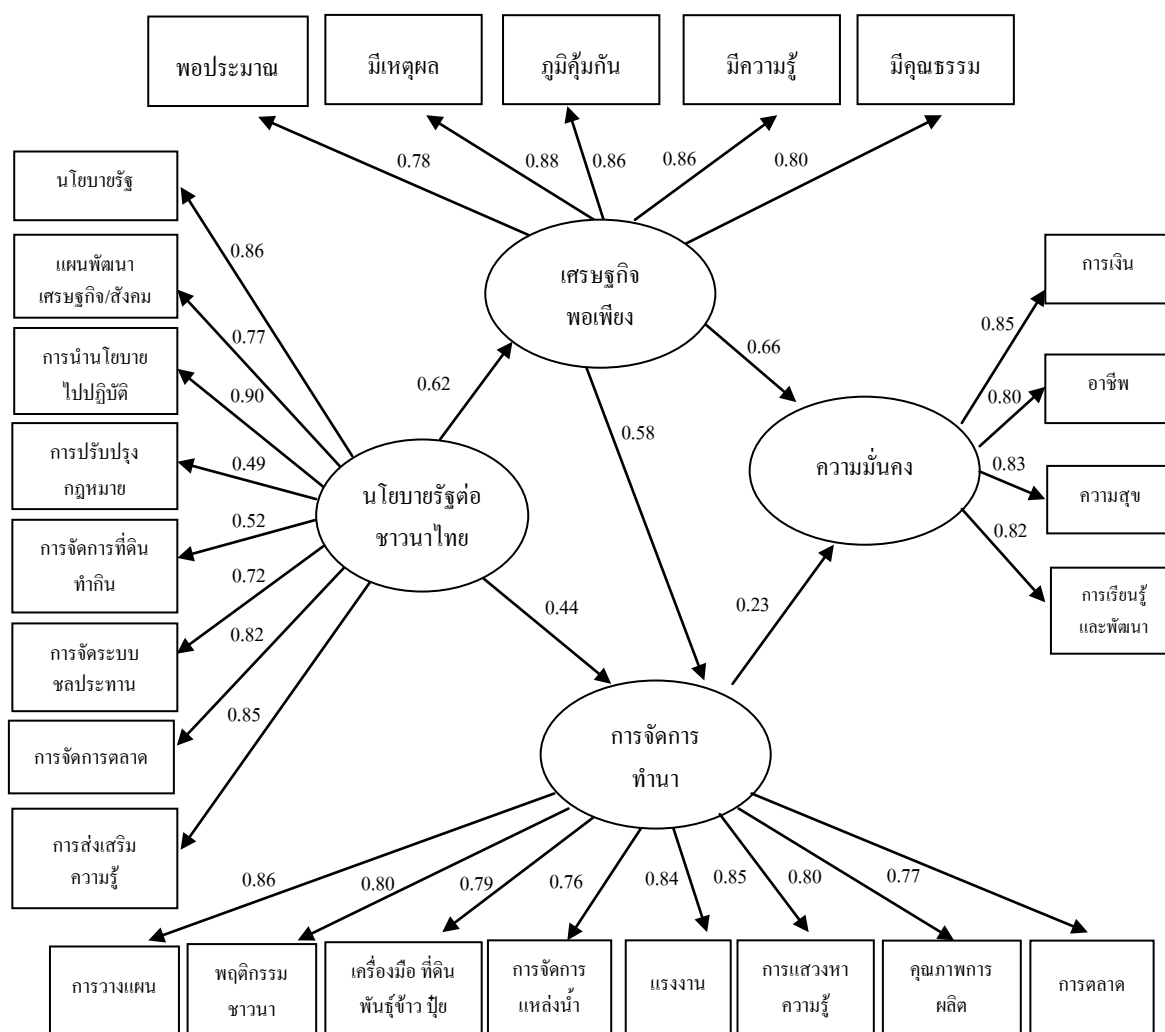 พอประมาณ
มีเหตุผล
ภูมิคุ้มกัน
มีความรู้
มีคุณธรรม
0.78
0.88
0.86
0.86
0.80
นโยบายรัฐ
แผนพัฒนา
เศรษฐกิจ/สังคม
การนำนโยบาย
ไปปฏิบัติ
การปรับปรุง
กฎหมาย
การจัดการที่ดิน
ทำกิน
การจัดระบบ
ชลประทาน
การจัดการตลาด
การส่งเสริม
ความรู้
0.86
0.77
0.90
0.49
0.52
0.72
0.82
0.85
นโยบายรัฐต่อ
ชาวนาไทย
0.62
0.44
เศรษฐกิจ
พอเพียง
0.66
0.58
ความมั่นคง
0.23
0.85
0.80
0.83
0.82
การเงิน
อาชีพ
ความสุข
การเรียนรู้
และพัฒนา
การจัดการ
ทำนา
0.86
0.80
0.79
0.76
0.84
0.85
0.80
0.77
การวางแผน
พฤติกรรม
ชาวนา
เครื่องมือ ที่ดิน
พันธุ์ข้าว ปุ๋ย
การจัดการ
แหล่งน้ำ
แรงงาน
การแสวงหา
ความรู้
คุณภาพการ
ผลิต
การตลาด